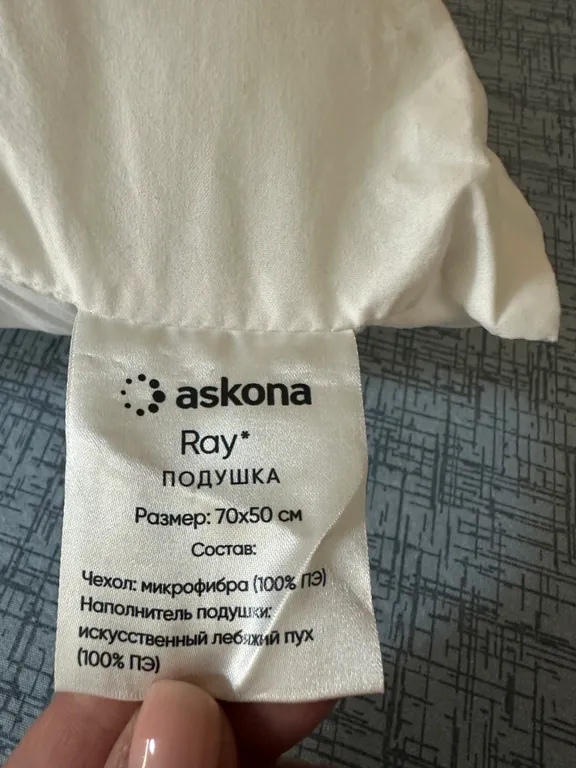 askona
Ray*
ПОДУШКА
Размер: 70x50 см
Состав:
Чехол: микрофибра (100% ПЭ)
Наполнитель подушки:
искусственный лебяжий пух
(100% ПЭ)